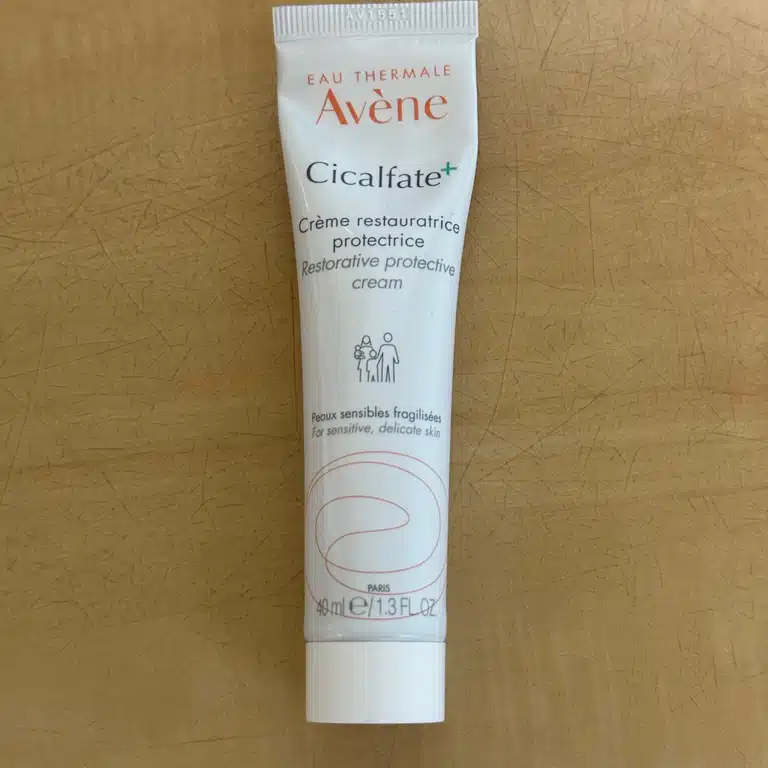 AV1551
EAU THERMALE
Avène
Cicalfate+
Crème restauratrice
protectrice
Restorative protective
cream
Peaux sensibles fragilisées
For sensitive, delicate skin
PARIS
40 ml e/1.3 FL. OZ.